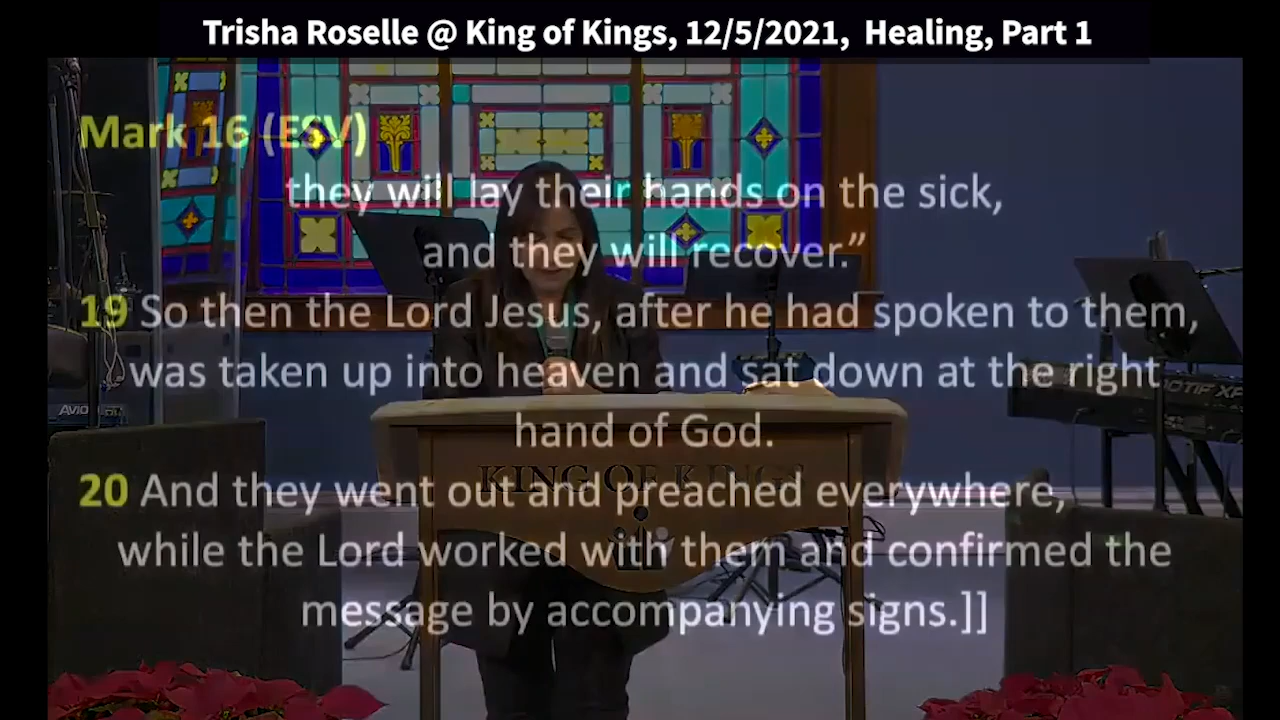 Trisha Roselle @ King of Kings, 12/5/2021, Healing, Part 1
Mark 16 (ESV)
they will lay their hands on the sick,
and they will recover.”
19 So then the Lord Jesus, after he had spoken to them,
was taken up into heaven and sat down at the right
hand of God.
20 And they went out and preached everywhere,
while the Lord worked with them and confirmed the
message by accompanying signs.]]
KING OF KINGS
AVIO
MOTIF XF